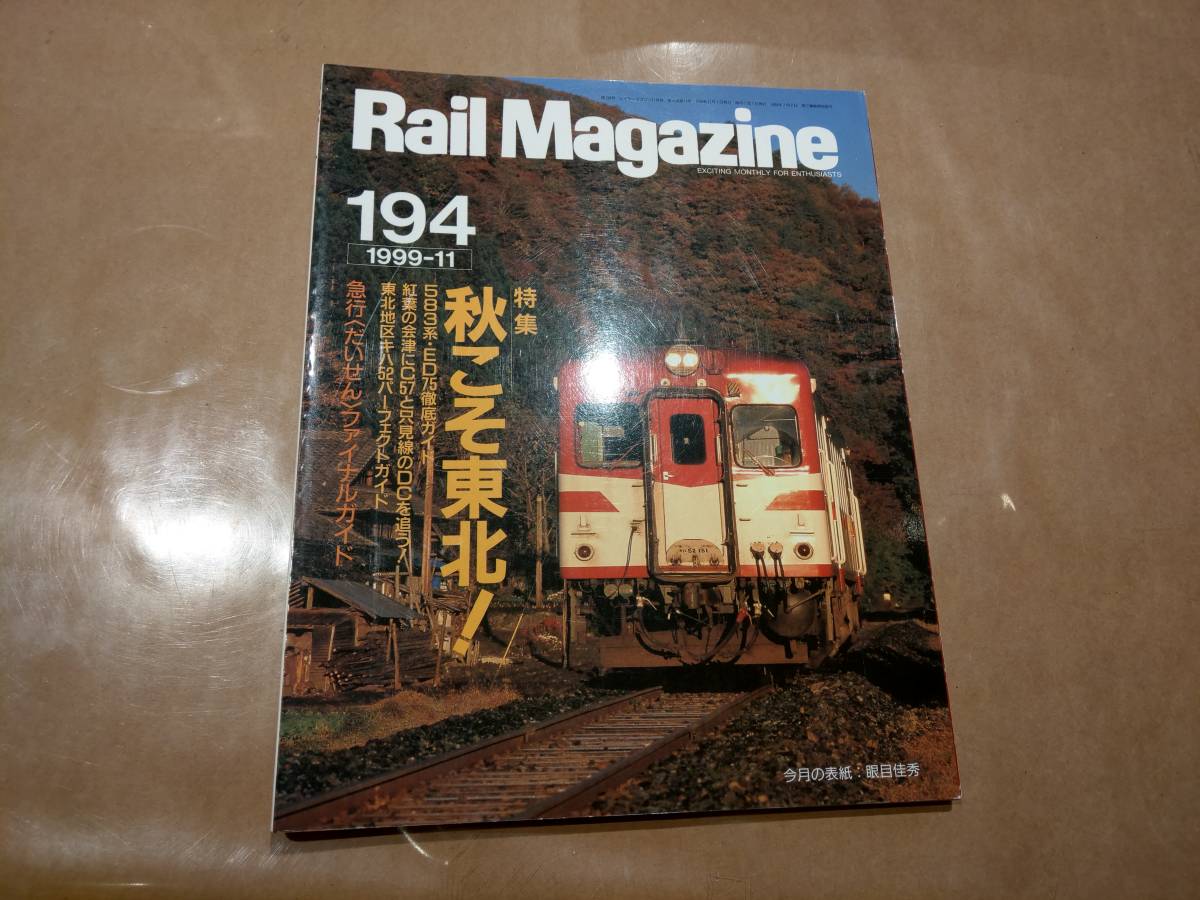 Rail Magazine
EXCITING MONTHLY FOR ENTHUSIASTS
194
1999-11
特集
秋こそ東北!
583系・ED75徹底ガイド
紅葉の会津にC57と只見線のDCを追う!
東北地区キハ52パーフェクトガイド
急行〈だいせん〉ファイナルガイド
52 151
今月の表紙:眼目佳秀